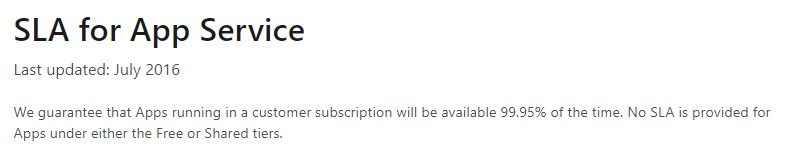 SLA for App Service
Last updated: July 2016
We guarantee that Apps running in a customer subscription will be available 99.95% of the time. No SLA is provided for
Apps under either the Free or Shared tiers.